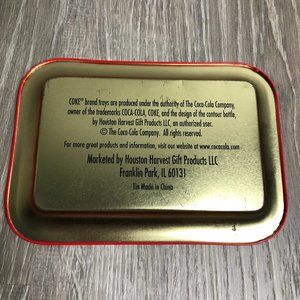 COKE® brand trays are produced under the authority of The Coca-Cola Company,
owner of the trademarks COCA-COLA, COKE, and the design of the contour bottle,
by Houston Harvest Gift Products LLC, an authorized user.
© The Coca-Cola Company. All rights reserved.
For more great products and information, visit our website at www.cocacola.com
Marketed by Houston Harvest Gift Products LLC
Franklin Park, IL 60131
Tin Made in China